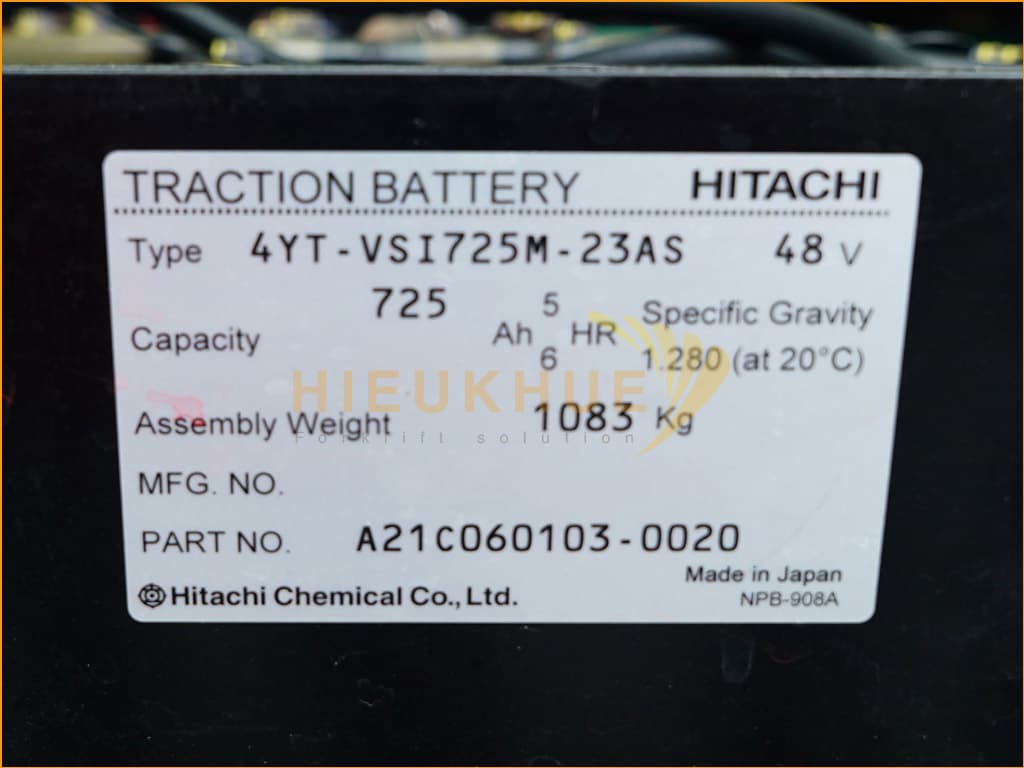 TRACTION BATTERY HITACHI
Type 4YT-VSI725M-23AS 48 V
Capacity 725 Ah 5 HR Specific Gravity
6 1.280 (at 20°C)
HIEUKHUE
Forklift solution
Assembly Weight 1083 Kg
MFG. NO.
PART NO. A21C060103-0020
Made in Japan
Hitachi Chemical Co., Ltd. NPB-908A